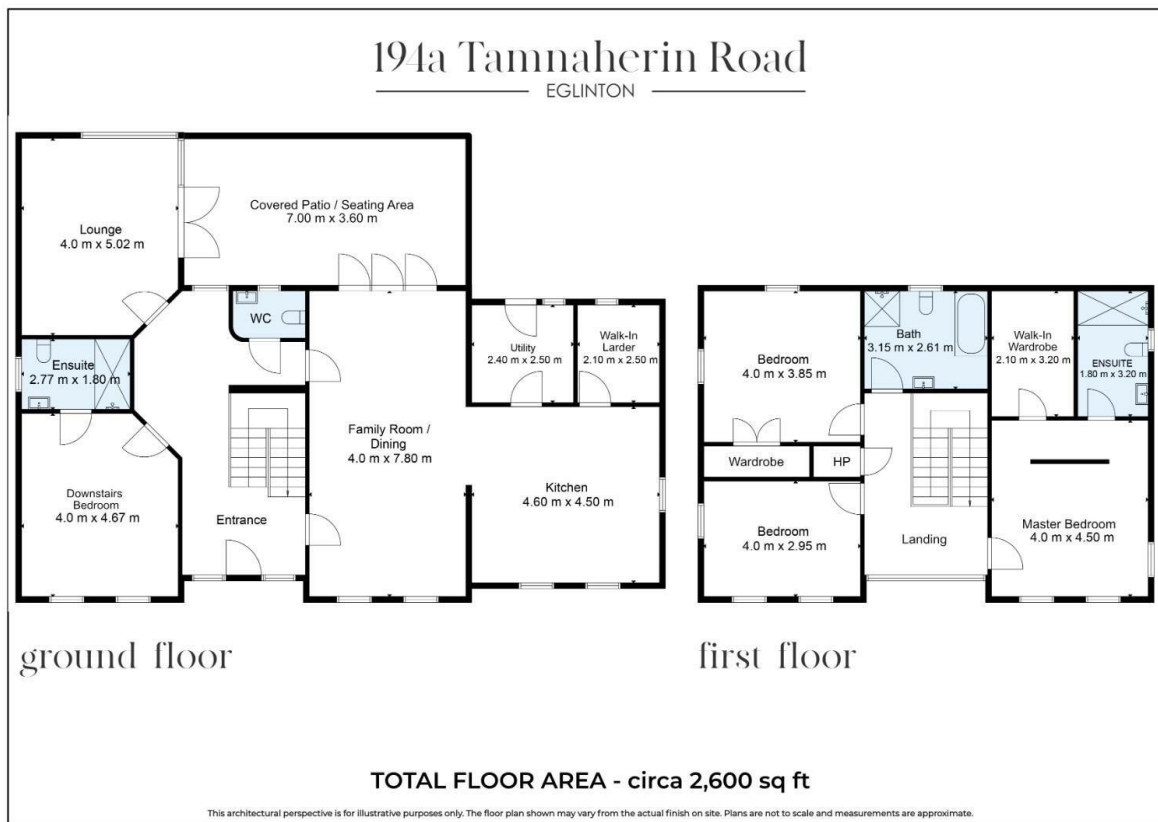 194a Tamnaherin Road
EGLINTON
Lounge
4.0 m x 5.02 m
Covered Patio / Seating Area
7.00 m x 3.60 m
WC
Ensuite
2.77 m x 1.80 m
Utility
2.40 m x 2.50 m
Walk-In
Larder
2.10 m x 2.50 m
Family Room /
Dining
4.0 m x 7.80 m
Downstairs
Bedroom
4.0 m x 4.67 m
Entrance
Kitchen
4.60 m x 4.50 m
ground floor
Bedroom
4.0 m x 3.85 m
Bath
3.15 m x 2.61 m
Walk-In
Wardrobe
2.10 m x 3.20 m
ENSUITE
1.80 m x 3.20 m
Wardrobe
HP
Bedroom
4.0 m x 2.95 m
Landing
Master Bedroom
4.0 m x 4.50 m
first floor
TOTAL FLOOR AREA - circa 2,600 sq ft
This architectural perspective is for illustrative purposes only. The floor plan shown may vary from the actual finish on site. Plans are not to scale and measurements are approximate.